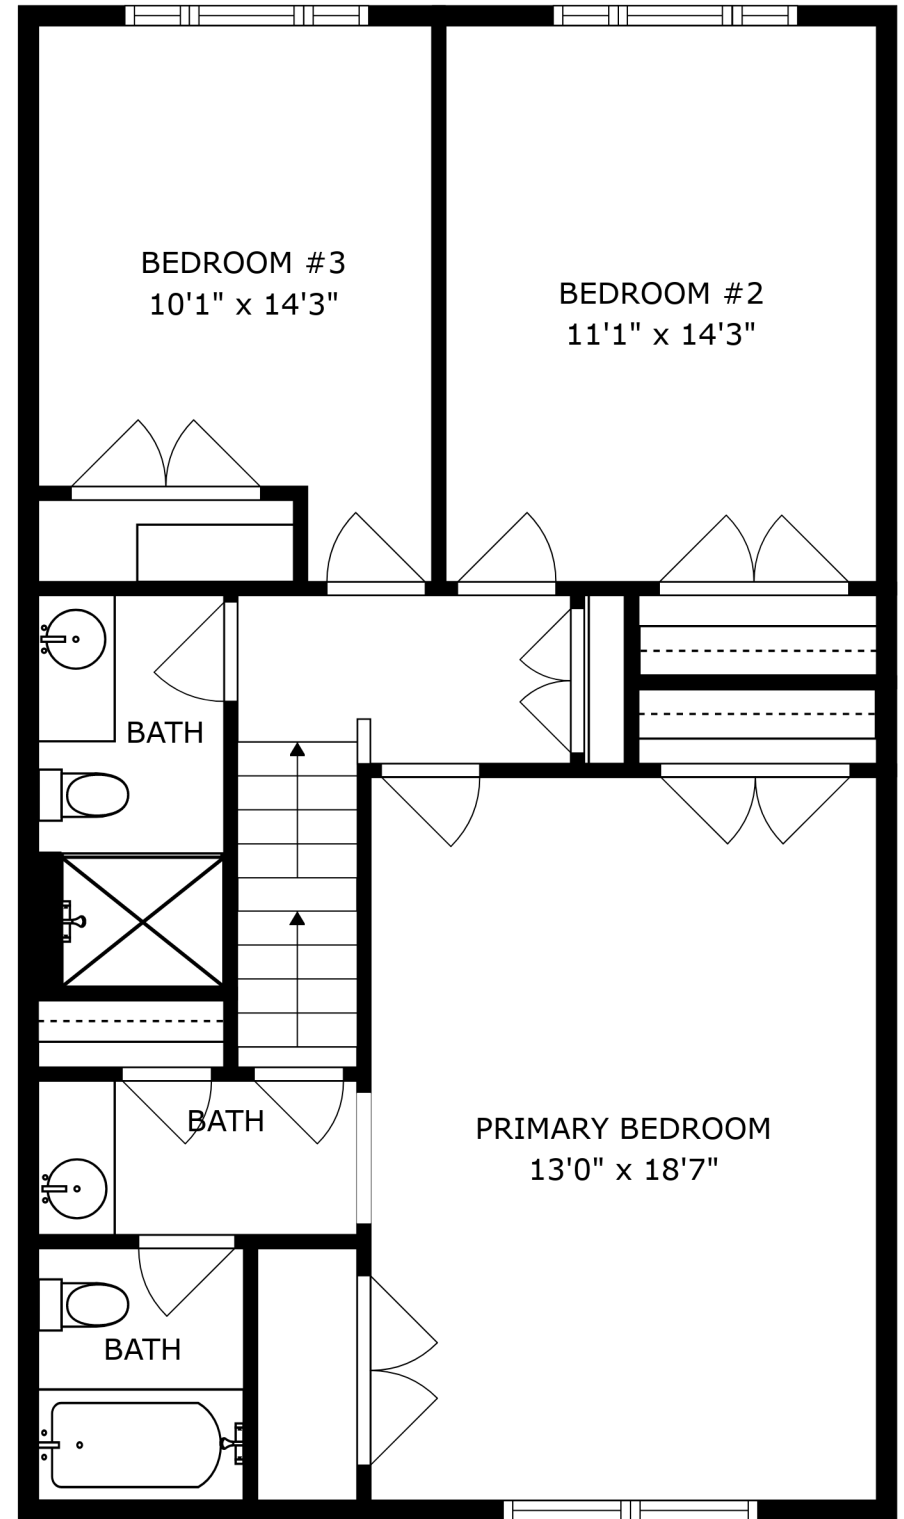 BEDROOM #3
10'1" x 14'3"
BEDROOM #2
11'1" x 14'3"
BATH
BATH
PRIMARY BEDROOM
13'0" x 18'7"
BATH